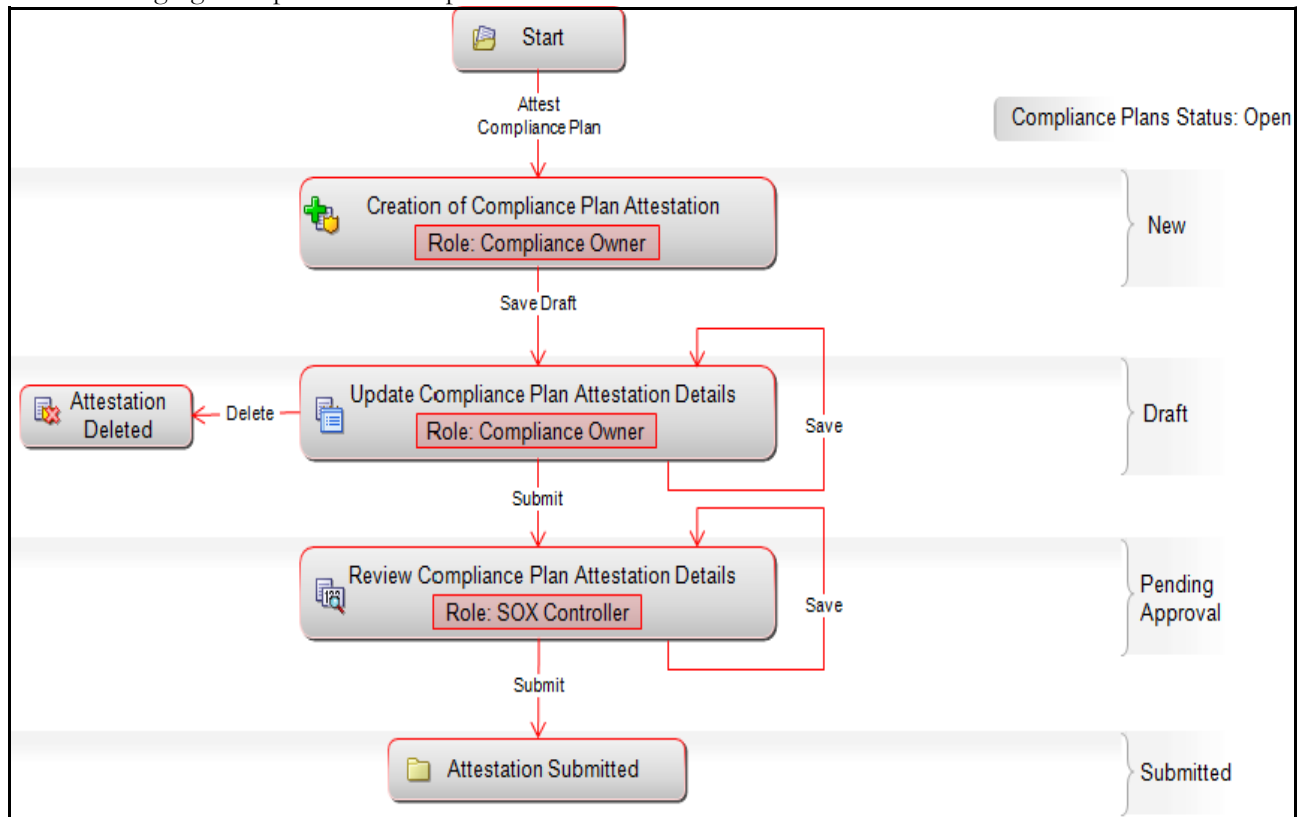 Start
Attest
Compliance Plan
Compliance Plans Status: Open
Creation of Compliance Plan Attestation
Role: Compliance Owner
New
Save Draft
Update Compliance Plan Attestation Details
Role: Compliance Owner
Attestation
Deleted
Delete
Save
Draft
Submit
Review Compliance Plan Attestation Details
Role: SOX Controller
Save
Pending
Approval
Submit
Attestation Submitted
Submitted